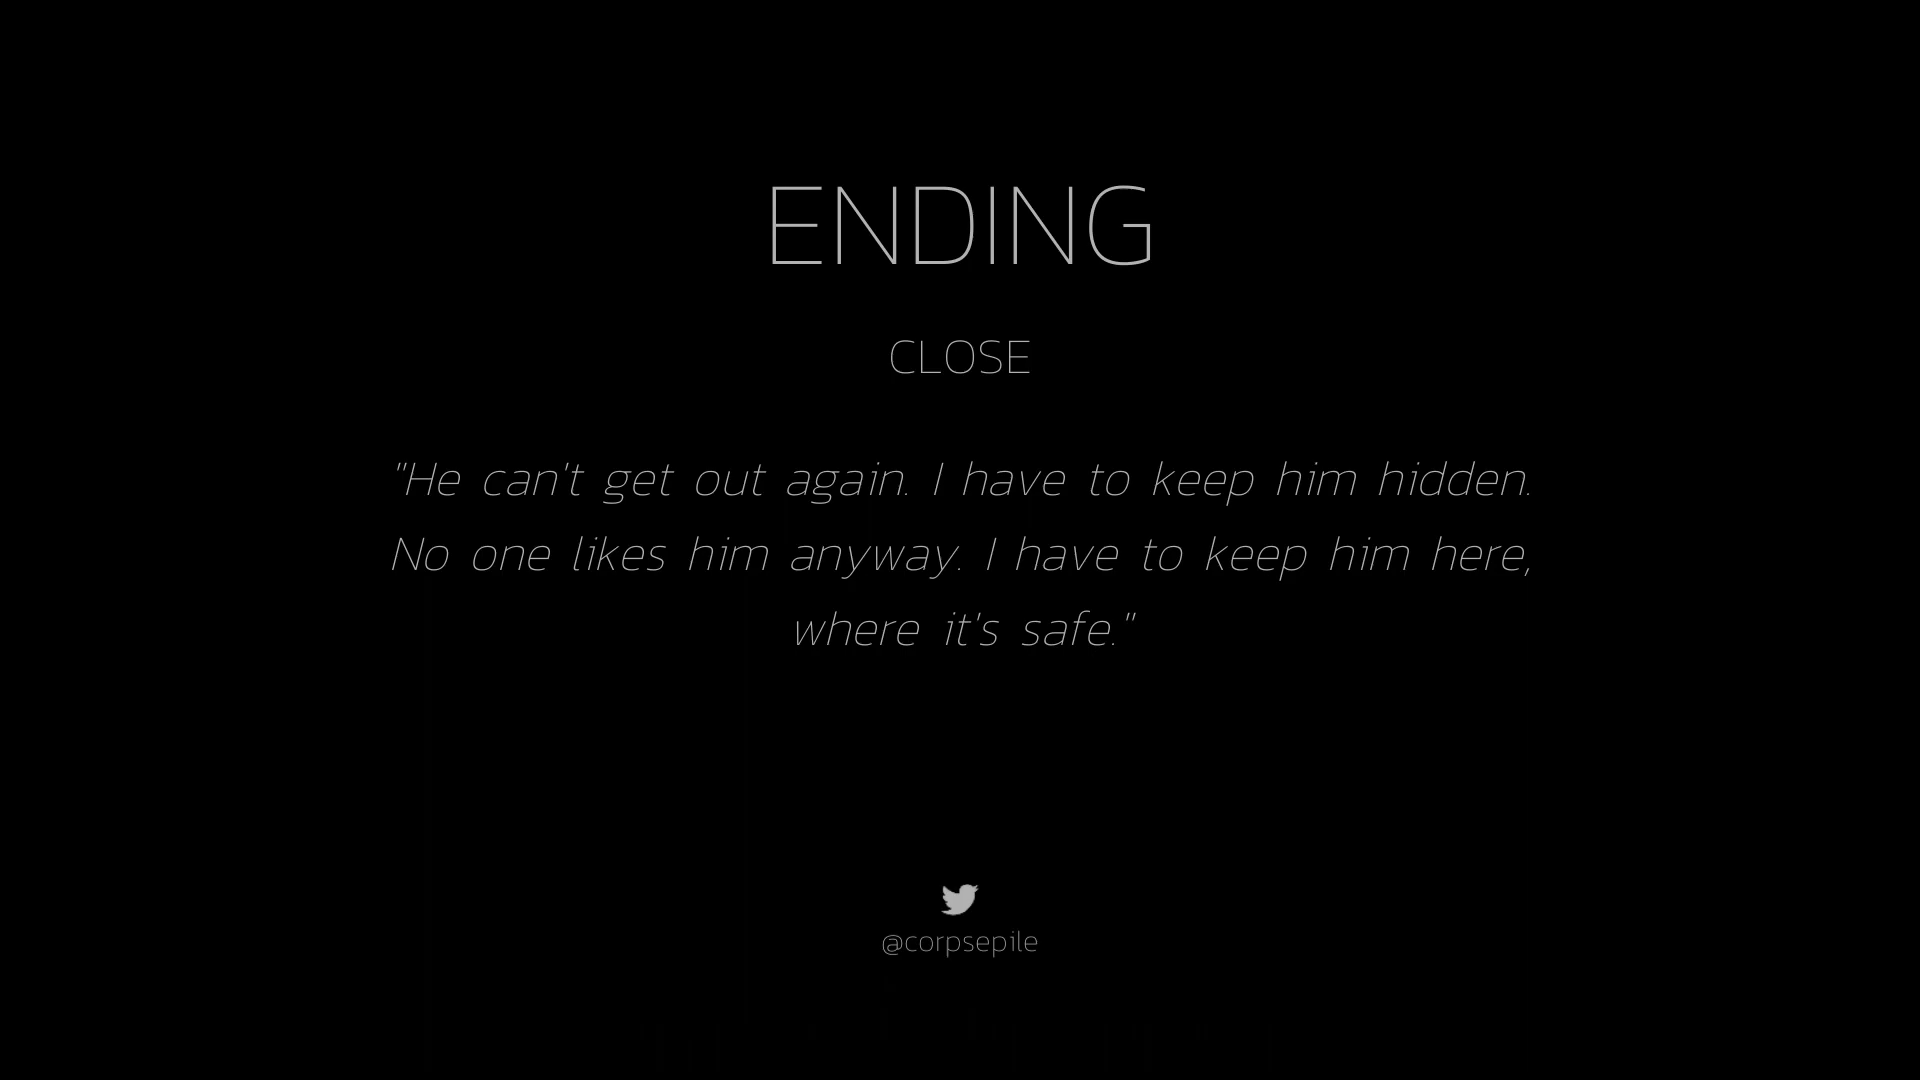 ENDING
CLOSE
"He can't get out again. I have to keep him hidden.
No one likes him anyway. I have to keep him here,
where it's safe."
@corpsepile